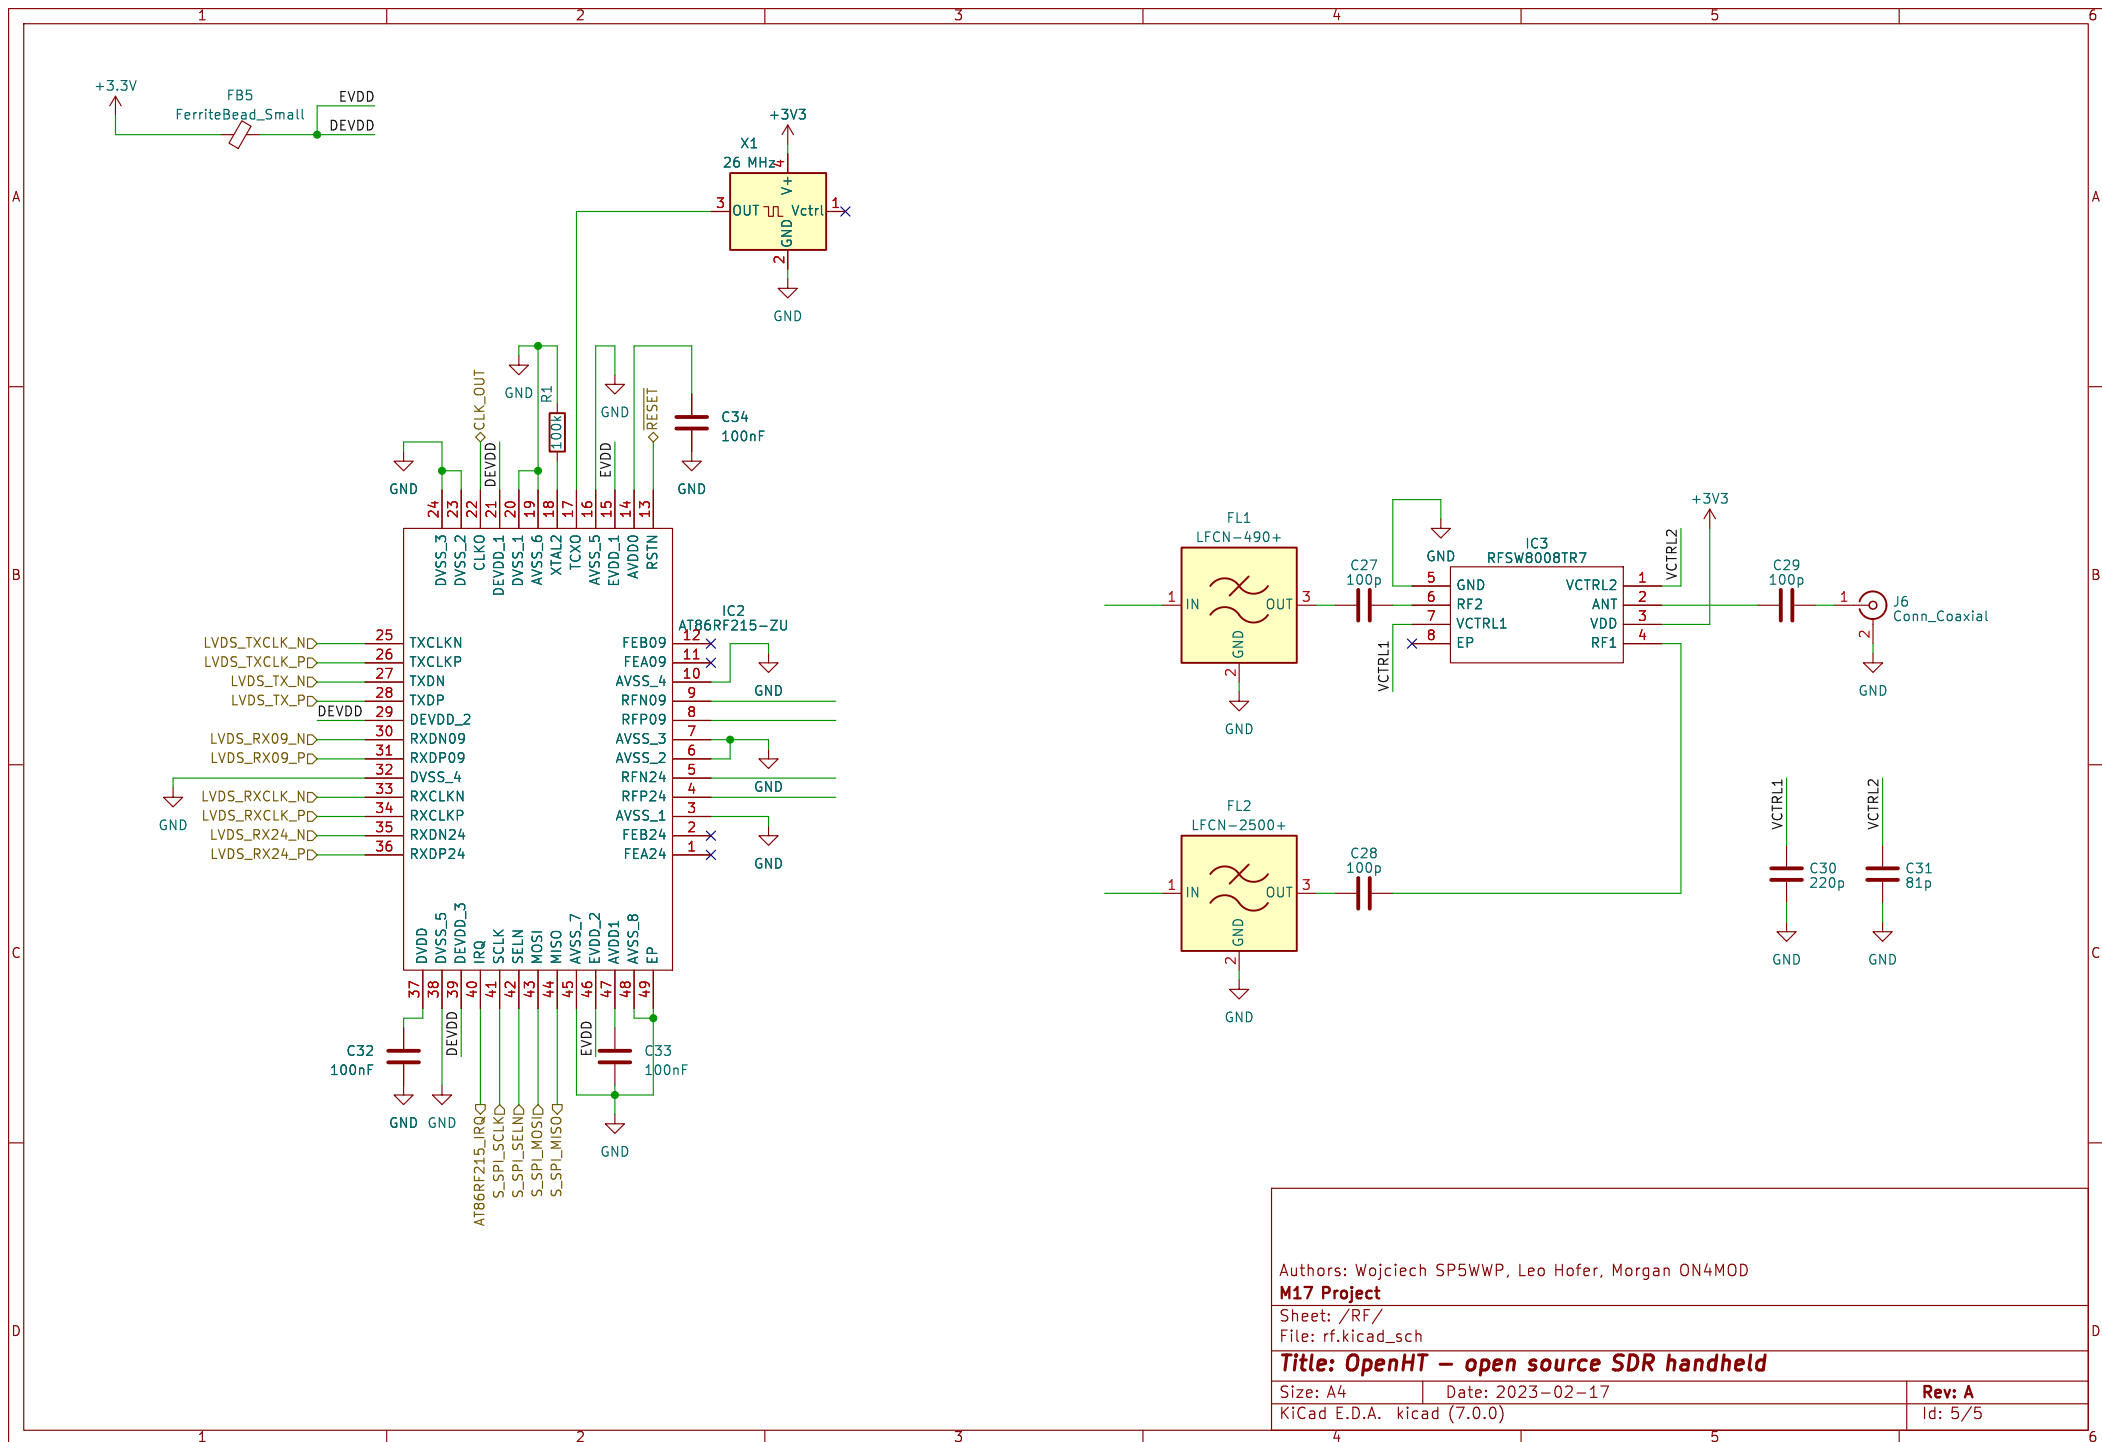 1 2 3 4 5 6
A
A
B
B
C
C
D
D
+3.3V
FB5
FerriteBead_Small
EVDD
DEVDD
+3V3
X1
26 MHz
4
V+
3 OUT Vctrl 1
GND
2
GND
CLK_OUT
GND
R1
100k
GND
RESET
C34
100nF
GND
DEVDD
EVDD
GND
24 23 22 21 20 19 18 17 16 15 14 13
DVSS_3 DVSS_2 CLKO DEVDD_1 DVSS_1 AVSS_6 XTAL2 TCXO AVSS_5 EVDD_1 AVDD0 RSTN
IC2
AT86RF215-ZU
LVDS_TXCLK_N 25 TXCLKN
LVDS_TXCLK_P 26 TXCLKP
LVDS_TX_N 27 TXDN
LVDS_TX_P 28 TXDP
DEVDD 29 DEVDD_2
LVDS_RX09_N 30 RXDN09
LVDS_RX09_P 31 RXDP09
32 DVSS_4
GND
LVDS_RXCLK_N 33 RXCLKN
LVDS_RXCLK_P 34 RXCLKP
LVDS_RX24_N 35 RXDN24
LVDS_RX24_P 36 RXDP24
FEB09 12
FEA09 11
AVSS_4 10
GND
RFN09 9
RFP09 8
AVSS_3 7
AVSS_2 6
GND
RFN24 5
RFP24 4
AVSS_1 3
FEB24 2
FEA24 1
GND
DVDD DVSS_5 DEVDD_3 IRQ SCLK SELN MOSI MISO AVSS_7 EVDD_2 AVDD1 AVSS_8 EP
37 38 39 40 41 42 43 44 45 46 47 48 49
C32
100nF
GND
GND
DEVDD
EVDD
C33
100nF
GND
AT86RF215_IRQ
S_SPI_SCLK
S_SPI_SELN
S_SPI_MOSI
S_SPI_MISO
FL1
LFCN-490+
1 IN OUT 3
GND
2
GND
C27
100p
GND
IC3
RFSW8008TR7
5 GND
6 RF2
7 VCTRL1
8 EP
VCTRL2 1
ANT 2
VDD 3
RF1 4
VCTRL1
VCTRL2
+3V3
C29
100p
1
J6
Conn_Coaxial
2
GND
FL2
LFCN-2500+
1 IN OUT 3
GND
2
GND
C28
100p
VCTRL1
C30
220p
GND
VCTRL2
C31
81p
GND
Authors: Wojciech SP5WWP, Leo Hofer, Morgan ON4MOD
M17 Project
Sheet: /RF/
File: rf.kicad_sch
Title: OpenHT – open source SDR handheld
Size: A4 Date: 2023-02-17 Rev: A
KiCad E.D.A. kicad (7.0.0) Id: 5/5
1 2 3 4 5 6